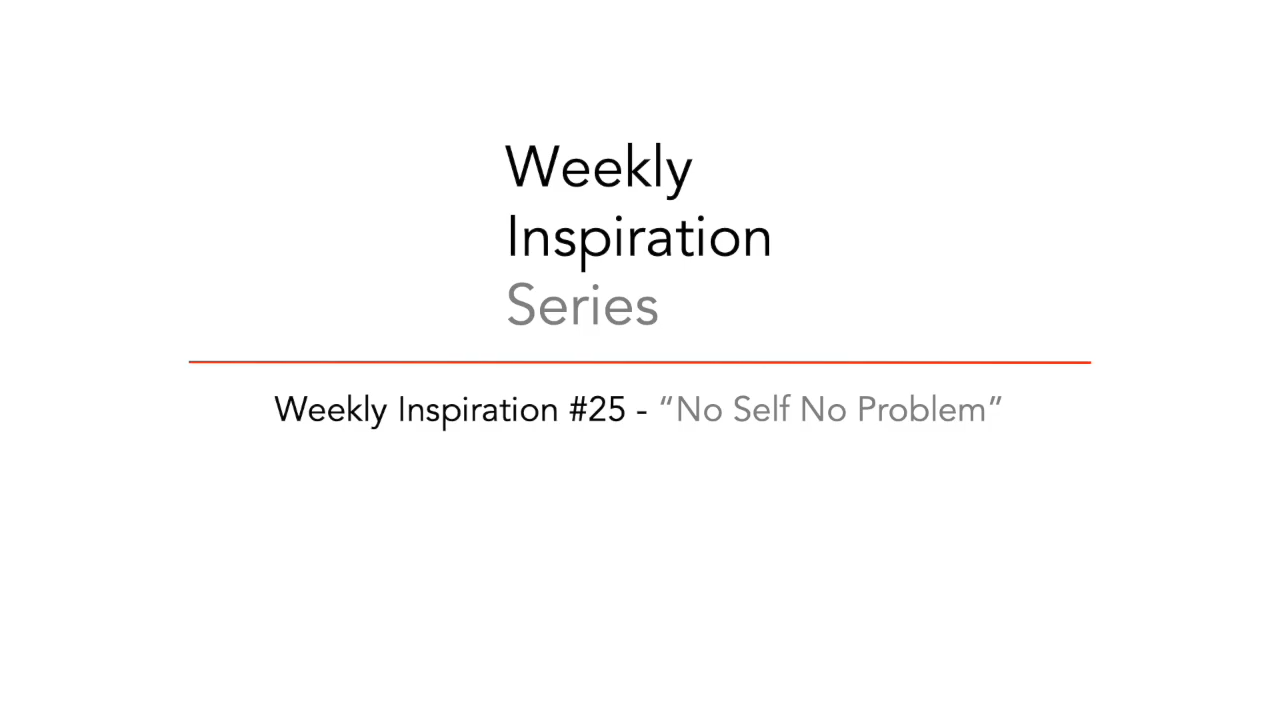 Weekly
Inspiration
Series
Weekly Inspiration #25 - “No Self No Problem”